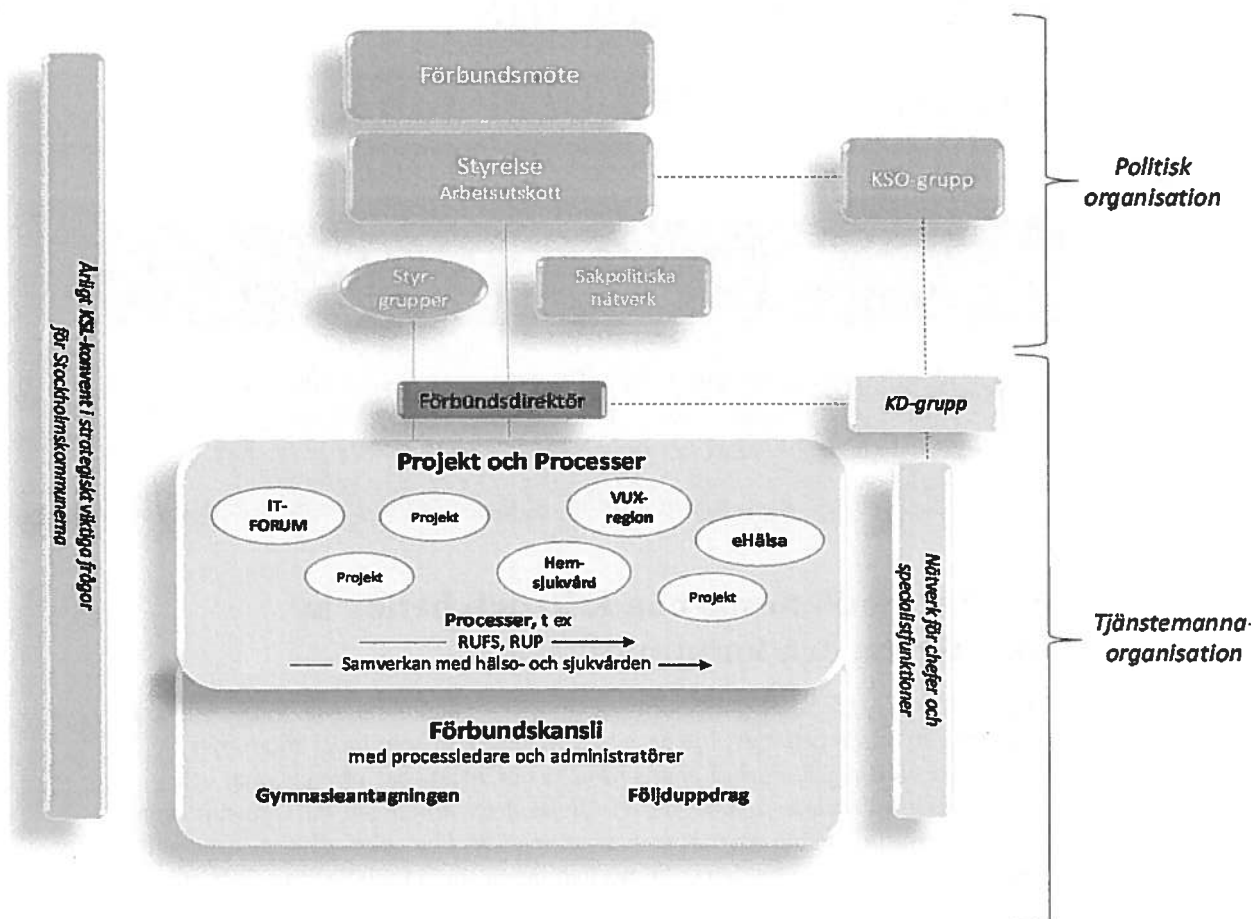 Förbundsmöte
Styrelse
Arbetsutskott
KSO-grupp
Politisk
organisation
Styr-
grupper
Sakpolitiska
nätverk
Årligt KSL-konvent i strategiskt viktiga frågor
för Stockholmskommunerna
Förbundsdirektör
KD-grupp
Projekt och Processer
IT-
FORUM
Projekt
VUX-
region
eHälsa
Projekt
Hem-
sjukvård
Projekt
Processer, t ex
RUFS, RUP
Samverkan med hälso- och sjukvården
Nätverk för chefer och
specialistfunktioner
Tjänstemanna-
organisation
Förbundskansli
med processledare och administratörer
Gymnasieantagningen
Följduppdrag